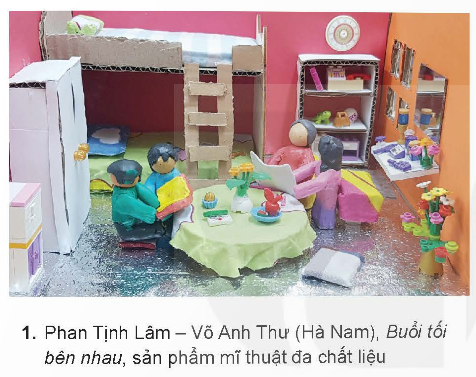 1. Phan Tịnh Lâm – Võ Anh Thư (Hà Nam), Buổi tối
bên nhau, sản phẩm mĩ thuật đa chất liệu